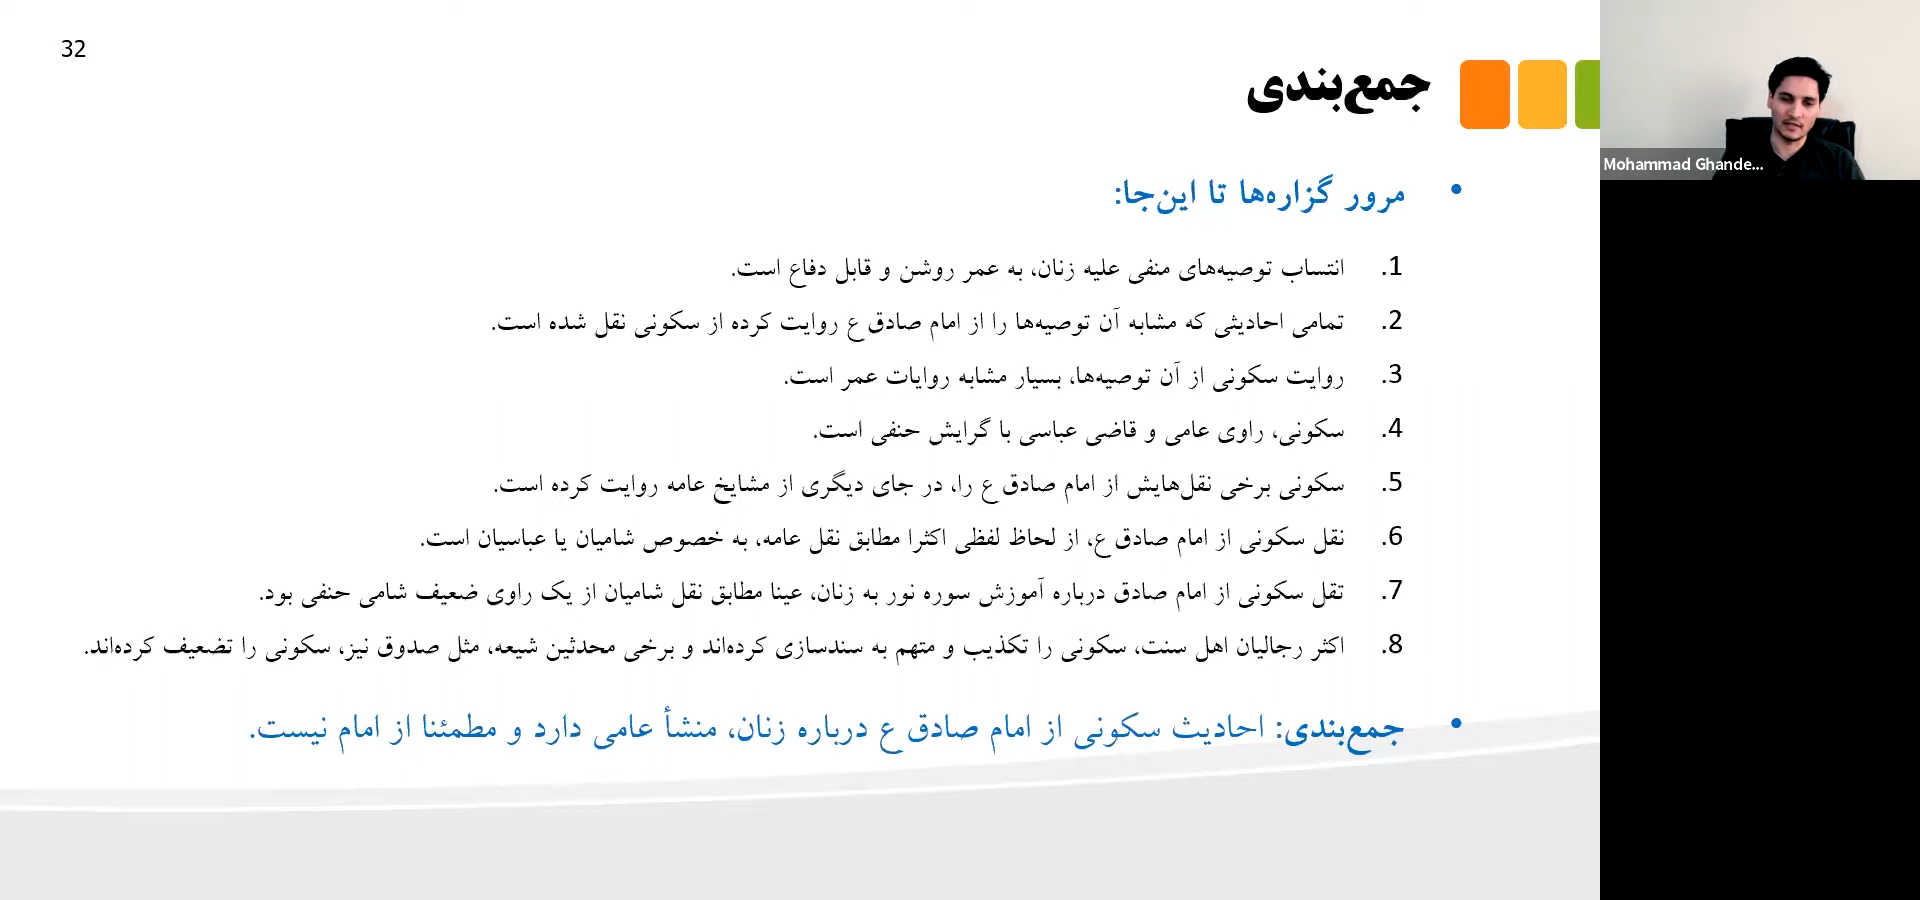 32
جمع‌بندی
Mohammad Ghande...
• مرور گزاره‌ها تا این‌جا:
1. انتساب توصیه‌های منفی علیه زنان، به عمر روشن و قابل دفاع است.
2. تمامی احادیثی که مشابه آن توصیه‌ها را از امام صادق ع روایت کرده از سکونی نقل شده است.
3. روایت سکونی از آن توصیه‌ها، بسیار مشابه روایات عمر است.
4. سکونی، راوی عامی و قاضی عباسی با گرایش حنفی است.
5. سکونی برخی نقل‌هایش از امام صادق ع را، در جای دیگری از مشایخ عامه روایت کرده است.
6. نقل سکونی از امام صادق ع، از لحاظ لفظی اکثرا مطابق نقل عامه، به خصوص شامیان یا عباسیان است.
7. تقل سکونی از امام صادق درباره آموزش سوره نور به زنان، عینا مطابق نقل شامیان از یک راوی ضعیف شامی حنفی بود.
8. اکثر رجالیان اهل سنت، سکونی را تکذیب و متهم به سندسازی کرده‌اند و برخی محدثین شیعه، مثل صدوق نیز، سکونی را تضعیف کرده‌اند.
• جمع‌بندی: احادیث سکونی از امام صادق ع درباره زنان، منشأ عامی دارد و مطمئنا از امام نیست.